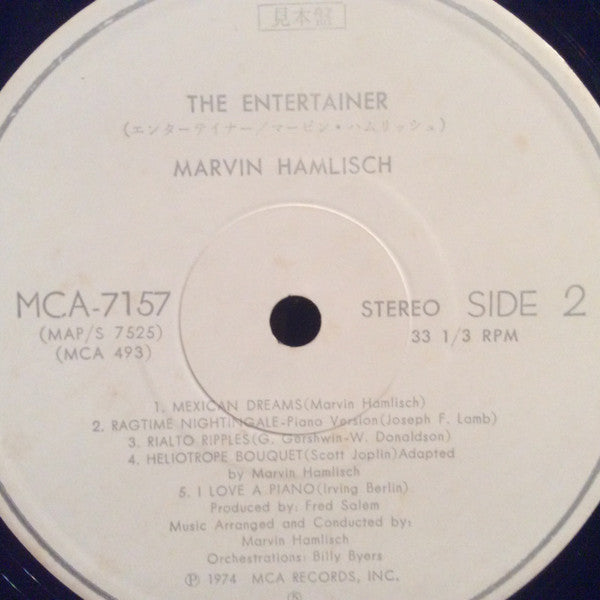 見本盤
THE ENTERTAINER
(エンターテイナー/マービン・ハムリッシュ)
MARVIN HAMLISCH
MCA-7157
(MAP/S 7525)
(MCA 493)
STEREO SIDE 2
33 1/3 RPM
1. MEXICAN DREAMS(Marvin Hamlisch)
2. RAGTIME NIGHTINGALE-Piano Version(Joseph F. Lamb)
3. RIALTO RIPPLES(G. Gershwin-W. Donaldson)
4. HELIOTROPE BOUQUET(Scott Joplin)Adapted
by Marvin Hamlisch
5. I LOVE A PIANO(Irving Berlin)
Produced by: Fred Salem
Music Arranged and Conducted by:
Marvin Hamlisch
Orchestrations: Billy Byers
Ⓟ 1974 MCA RECORDS, INC.